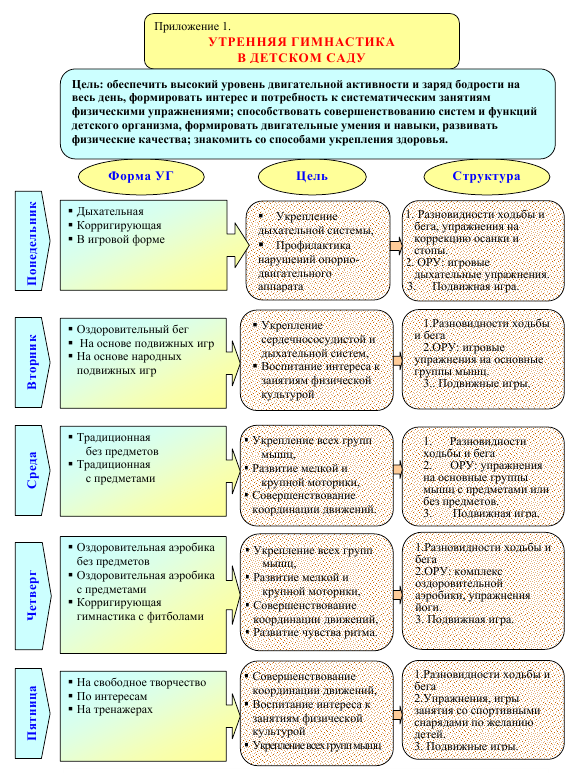 Приложение 1.
УТРЕННЯЯ ГИМНАСТИКА
В ДЕТСКОМ САДУ
Цель: обеспечить высокий уровень двигательной активности и заряд бодрости на
весь день, формировать интерес и потребность к систематическим занятиям
физическими упражнениями; способствовать совершенствованию систем и функций
детского организма, формировать двигательные умения и навыки, развивать
физические качества; знакомить со способами укрепления здоровья.
Форма УГ
Цель
Структура
Понедельник
▪ Дыхательная
▪ Корригирующая
▪ В игровой форме
▪ Укрепление
дыхательной системы,
▪ Профилактика
нарушений опорно-
двигательного
аппарата
1. Разновидности ходьбы и
бега, упражнения на
коррекцию осанки и
стопы.
2. ОРУ: игровые
дыхательные упражнения.
3. Подвижная игра.
Вторник
▪ Оздоровительный бег
▪ На основе подвижных игр
▪ На основе народных
подвижных игр
▪ Укрепление
сердечнососудистой и
дыхательной систем,
▪ Воспитание интереса к
занятиям физической
культурой
1.Разновидности ходьбы
и бега
2.ОРУ: игровые
упражнения на основные
группы мышц.
3.. Подвижные игры.
Среда
▪ Традиционная
без предметов
▪ Традиционная
с предметами
▪ Укрепление всех групп
мышц,
▪ Развитие мелкой и
крупной моторики,
▪ Совершенствование
координации движений.
1. Разновидности
ходьбы и бега
2. ОРУ: упражнения
на основные группы
мышц с предметами или
без предметов.
3. Подвижная игра.
Четверг
▪ Оздоровительная аэробика
без предметов
▪ Оздоровительная аэробика
с предметами
▪ Корригирующая
гимнастика с фитболами
▪ Укрепление всех групп
мышц,
▪ Развитие мелкой и
крупной моторики,
▪ Совершенствование
координации движений,
▪ Развитие чувства ритма.
1.Разновидности ходьбы и
бега
2.ОРУ: комплекс
оздоровительной
аэробики, упражнения
йоги.
3. Подвижная игра.
Пятница
▪ На свободное творчество
▪ По интересам
▪ На тренажерах
▪ Совершенствование
координации движений,
▪ Воспитание интереса к
занятиям физической
культурой
▪ Укрепление всех групп мышц
1.Разновидности ходьбы и
бега
2.Упражнения, игры
занятия со спортивными
снарядами по желанию
детей.
3. Подвижные игры.